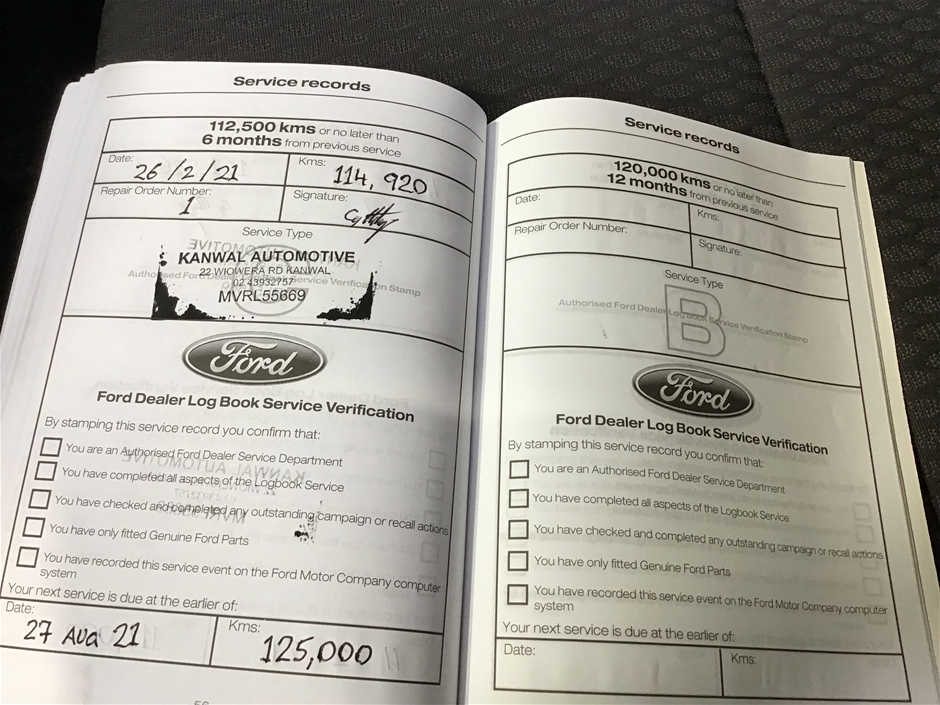 Service records
112,500 kms or no later than
6 months from previous service
Date:
26/2/21
Kms:
114,920
Repair Order Number:
1
Signature:
Service Type
KANWAL AUTOMOTIVE
22 WIOWERA RD KANWAL
Authorised Ford Dealer Log Book Service Verification Stamp
02 43932757
MVRL55669
Ford
Ford Dealer Log Book Service Verification
By stamping this service record you confirm that:
You are an Authorised Ford Dealer Service Department
You have completed all aspects of the Logbook Service
You have checked and completed any outstanding campaign or recall actions
You have only fitted Genuine Ford Parts
You have recorded this service event on the Ford Motor Company computer
system
Your next service is due at the earlier of:
Date:
27 AUG 21
Kms:
125,000
Service records
120,000 kms or no later than
12 months from previous service
Date:
Kms:
Repair Order Number:
Signature:
Service Type
B
Authorised Ford Dealer Log Book Service Verification Stamp
Ford
Ford Dealer Log Book Service Verification
By stamping this service record you confirm that:
You are an Authorised Ford Dealer Service Department
You have completed all aspects of the Logbook Service
You have checked and completed any outstanding campaign or recall actions
You have only fitted Genuine Ford Parts
You have recorded this service event on the Ford Motor Company computer
system
Your next service is due at the earlier of:
Date:
Kms: